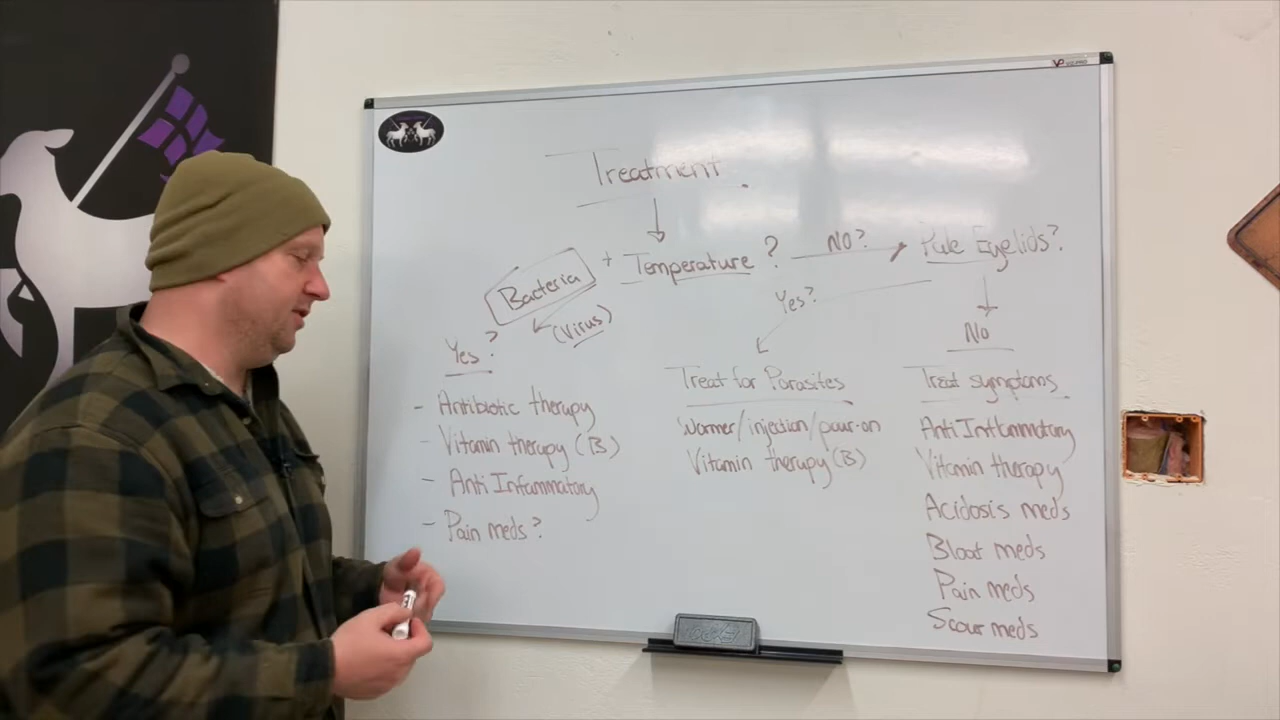 Treatment
+ Temperature?
NO?
Pale Eyelids?
Bacteria
(Virus)
Yes?
Yes?
No
- Antibiotic therapy
- Vitamin therapy (B)
- Anti Infammatory
- Pain meds?
Treat for Parasites
Wormer/injection/pour-on
Vitamin therapy (B)
Treat symptoms
Anti Inflammatory
Vitamin therapy
Acidosis meds
Bloat meds
Pain meds
Scour meds